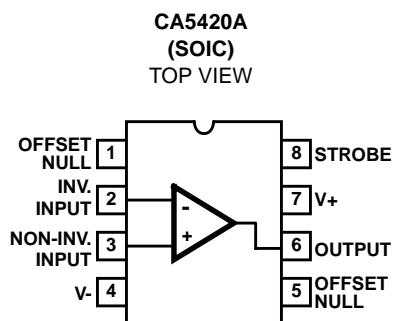 CA5420A
(SOIC)
TOP VIEW
OFFSET
NULL
1
INV.
INPUT
2
NON-INV.
INPUT
3
V-
4
8
STROBE
7
V+
6
OUTPUT
5
OFFSET
NULL
-
+